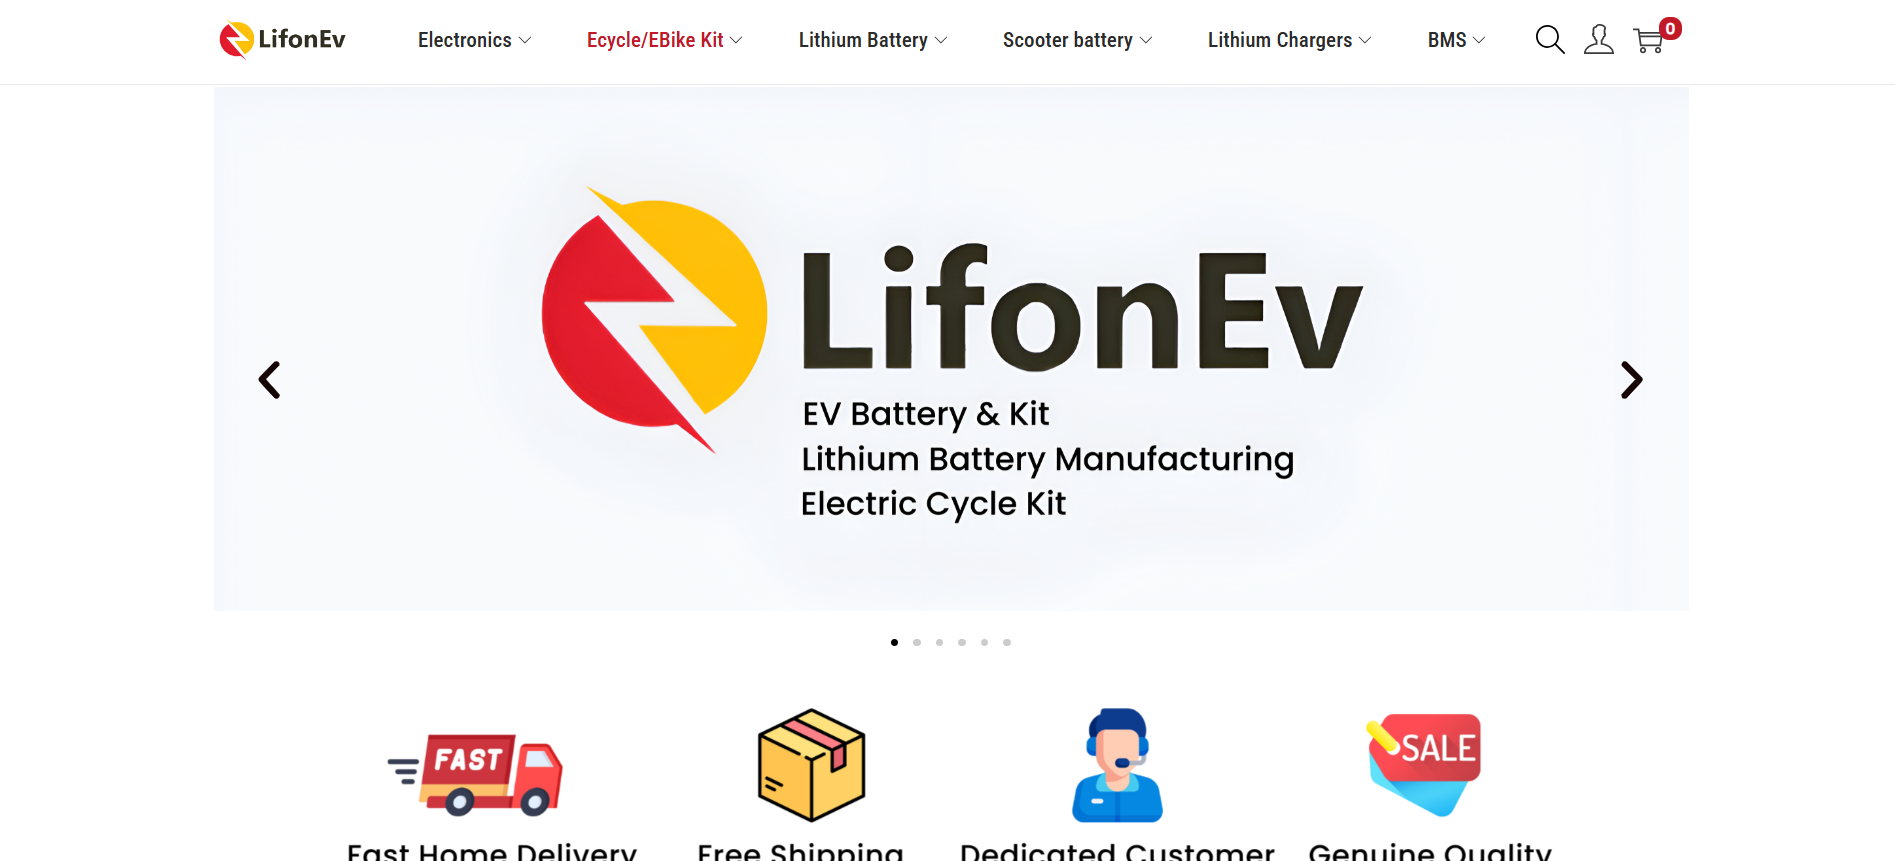 LifonEv
Electronics
Ecycle/EBike Kit
Lithium Battery
Scooter battery
Lithium Chargers
BMS
0
LifonEv
EV Battery & Kit
Lithium Battery Manufacturing
Electric Cycle Kit
FAST
SALE
Fast Home Delivery
Free Shipping
Dedicated Customer
Genuine Quality